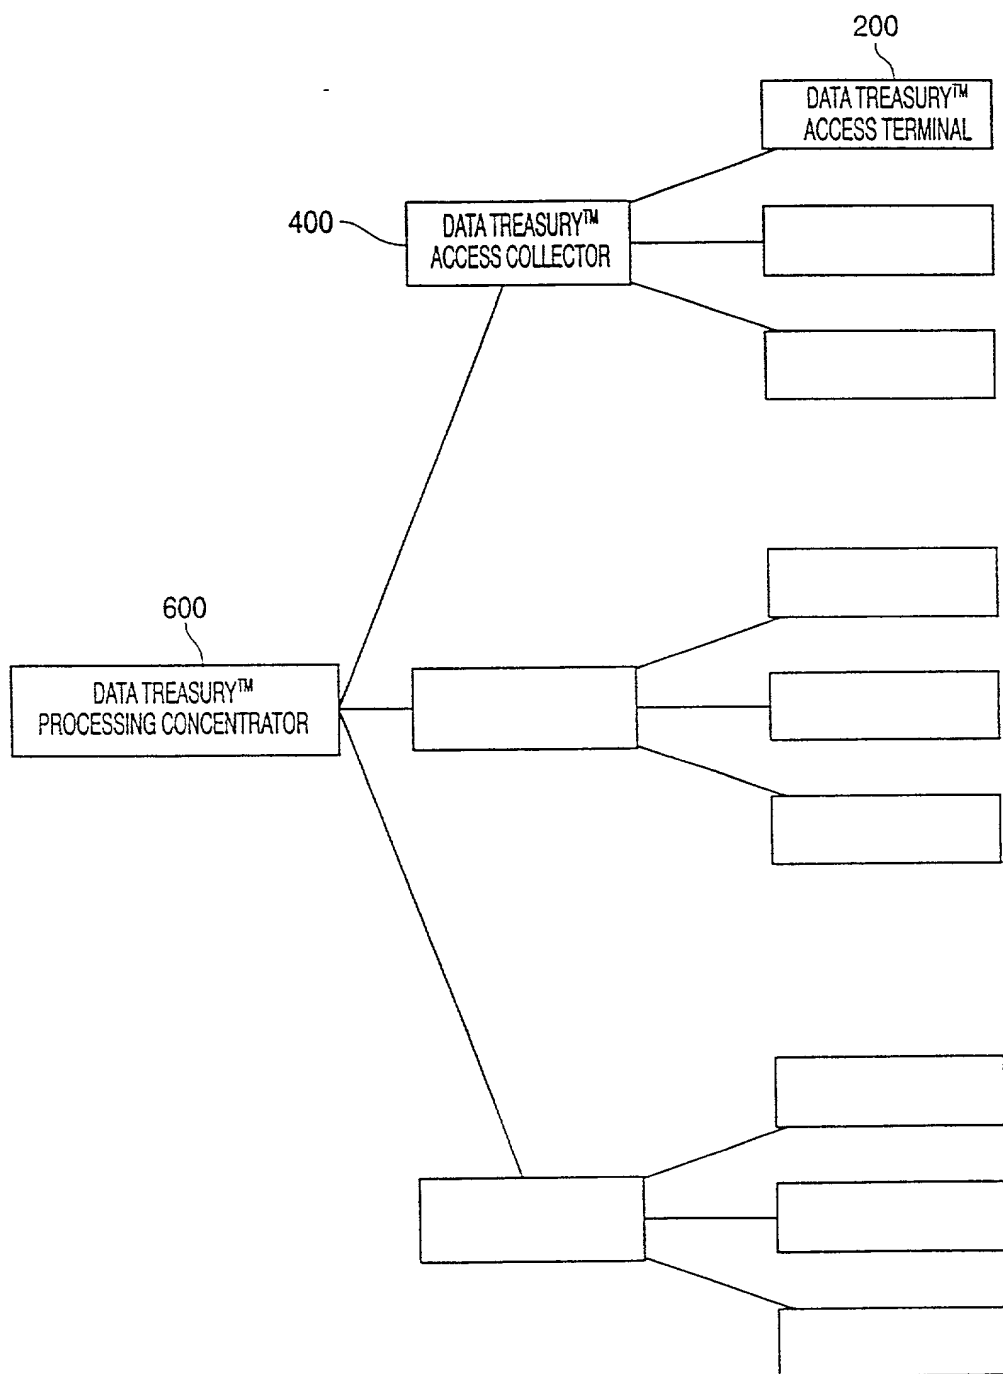 200
DATA TREASURY™
ACCESS TERMINAL
400
DATA TREASURY™
ACCESS COLLECTOR
600
DATA TREASURY™
PROCESSING CONCENTRATOR